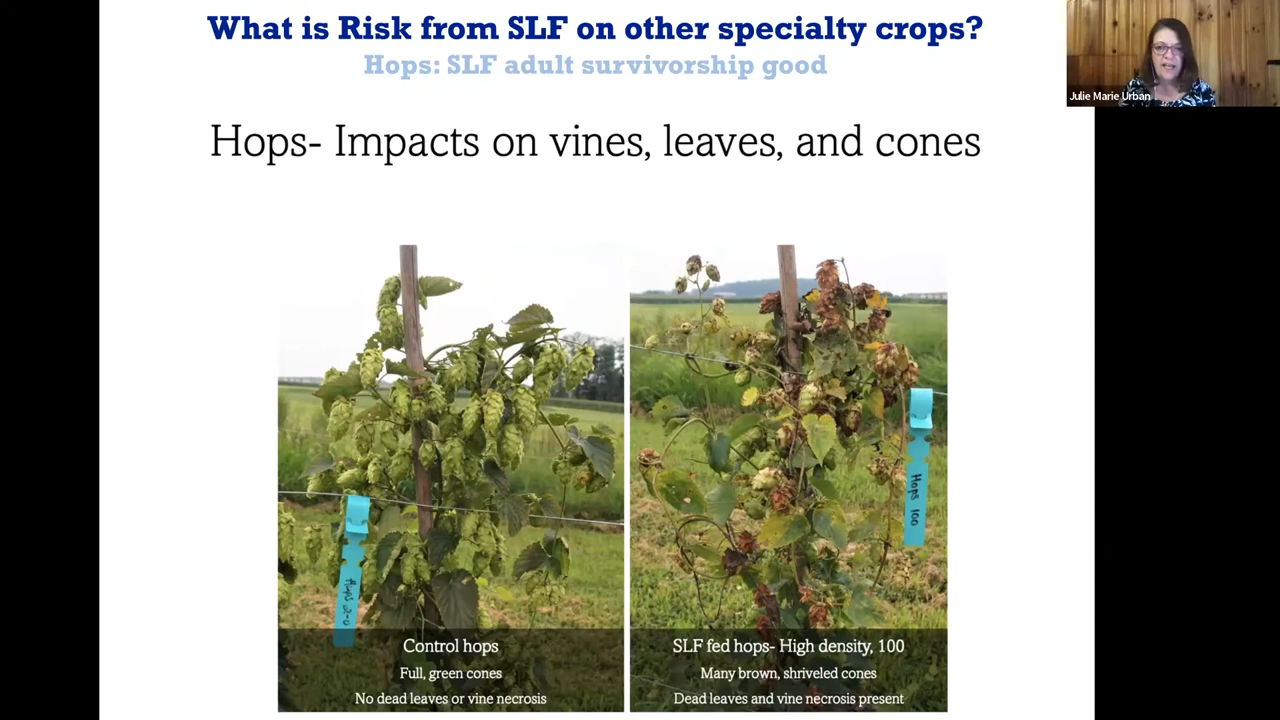 What is Risk from SLF on other specialty crops?
Hops: SLF adult survivorship good
Julie Marie Urban
Hops- Impacts on vines, leaves, and cones
Hops 100
Control hops
Full, green cones
No dead leaves or vine necrosis
SLF fed hops- High density, 100
Many brown, shriveled cones
Dead leaves and vine necrosis present